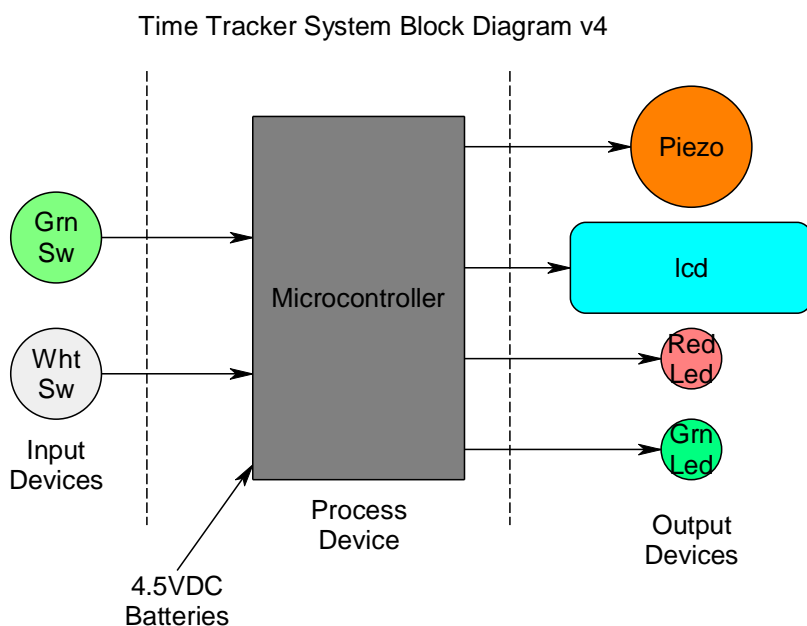 Time Tracker System Block Diagram v4
Grn
Sw
Wht
Sw
Input
Devices
Microcontroller
Process
Device
4.5VDC
Batteries
Piezo
lcd
Red
Led
Grn
Led
Output
Devices